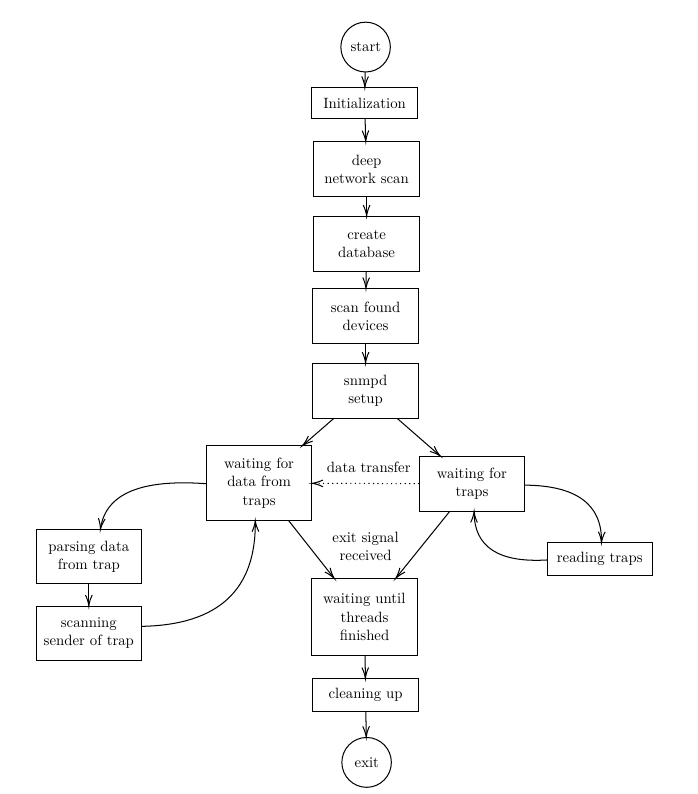 start
Initialization
deep
network scan
create
database
scan found
devices
snmpd
setup
waiting for
data from
traps
data transfer
waiting for
traps
parsing data
from trap
exit signal
received
reading traps
scanning
sender of trap
waiting until
threads
finished
cleaning up
exit